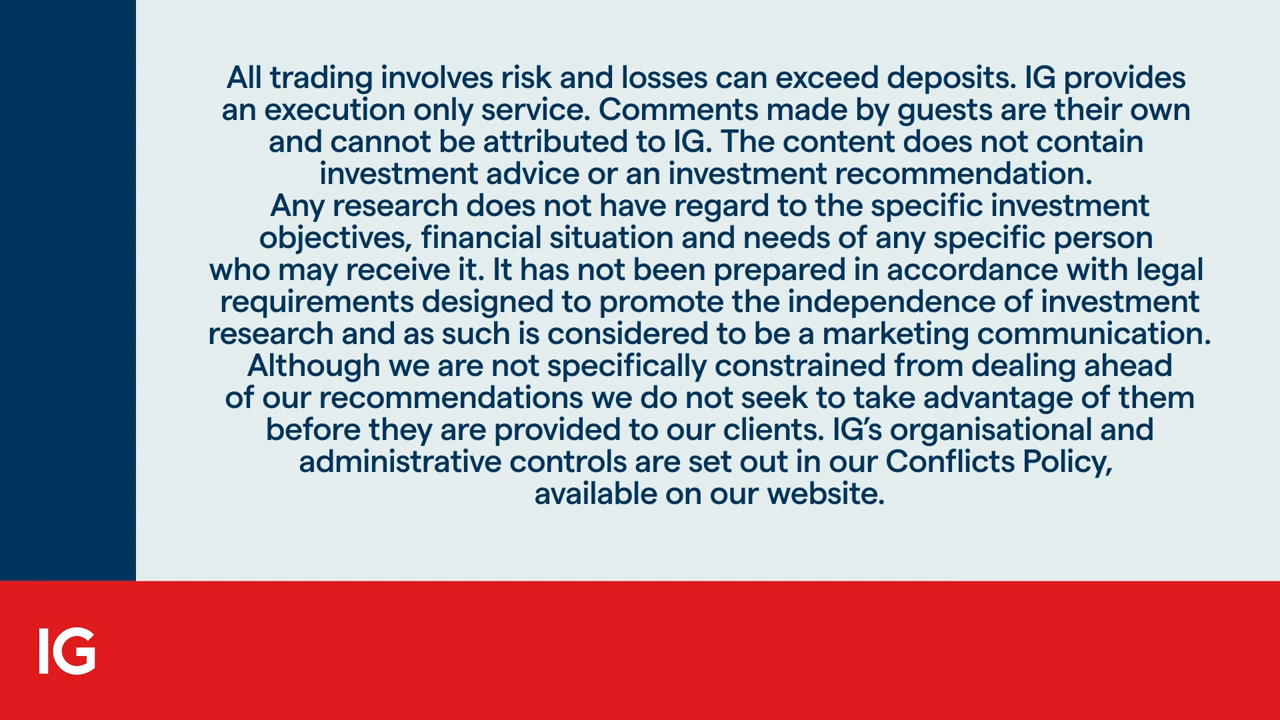 All trading involves risk and losses can exceed deposits. IG provides
an execution only service. Comments made by guests are their own
and cannot be attributed to IG. The content does not contain
investment advice or an investment recommendation.
Any research does not have regard to the specific investment
objectives, financial situation and needs of any specific person
who may receive it. It has not been prepared in accordance with legal
requirements designed to promote the independence of investment
research and as such is considered to be a marketing communication.
Although we are not specifically constrained from dealing ahead
of our recommendations we do not seek to take advantage of them
before they are provided to our clients. IG’s organisational and
administrative controls are set out in our Conflicts Policy,
available on our website.
IG